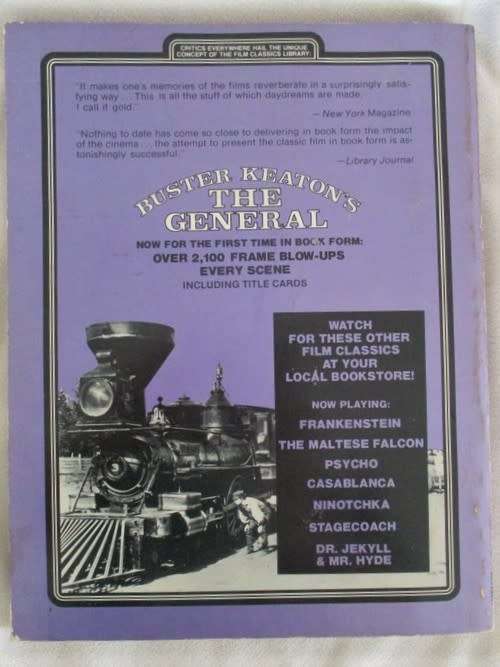 CRITICS EVERYWHERE HAIL THE UNIQUE
CONCEPT OF THE FILM CLASSICS LIBRARY:
"It makes one's memories of the films reverberate in a surprisingly satis-
fying way . . . This is all the stuff of which daydreams are made.
I call it gold."
— New York Magazine
"Nothing to date has come so close to delivering in book form the impact
of the cinema . . . the attempt to present the classic film in book form is as-
tonishingly successful."
—Library Journal
BUSTER KEATON'S
THE
GENERAL
NOW FOR THE FIRST TIME IN BOOK FORM:
OVER 2,100 FRAME BLOW-UPS
EVERY SCENE
INCLUDING TITLE CARDS
WATCH
FOR THESE OTHER
FILM CLASSICS
AT YOUR
LOCAL BOOKSTORE!
NOW PLAYING:
FRANKENSTEIN
THE MALTESE FALCON
PSYCHO
CASABLANCA
NINOTCHKA
STAGECOACH
DR. JEKYLL
& MR. HYDE